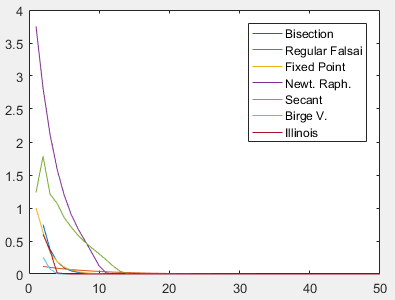 4
3.5
3
2.5
2
1.5
1
0.5
0
0 10 20 30 40 50
Bisection
Regular Falsai
Fixed Point
Newt. Raph.
Secant
Birge V.
Illinois